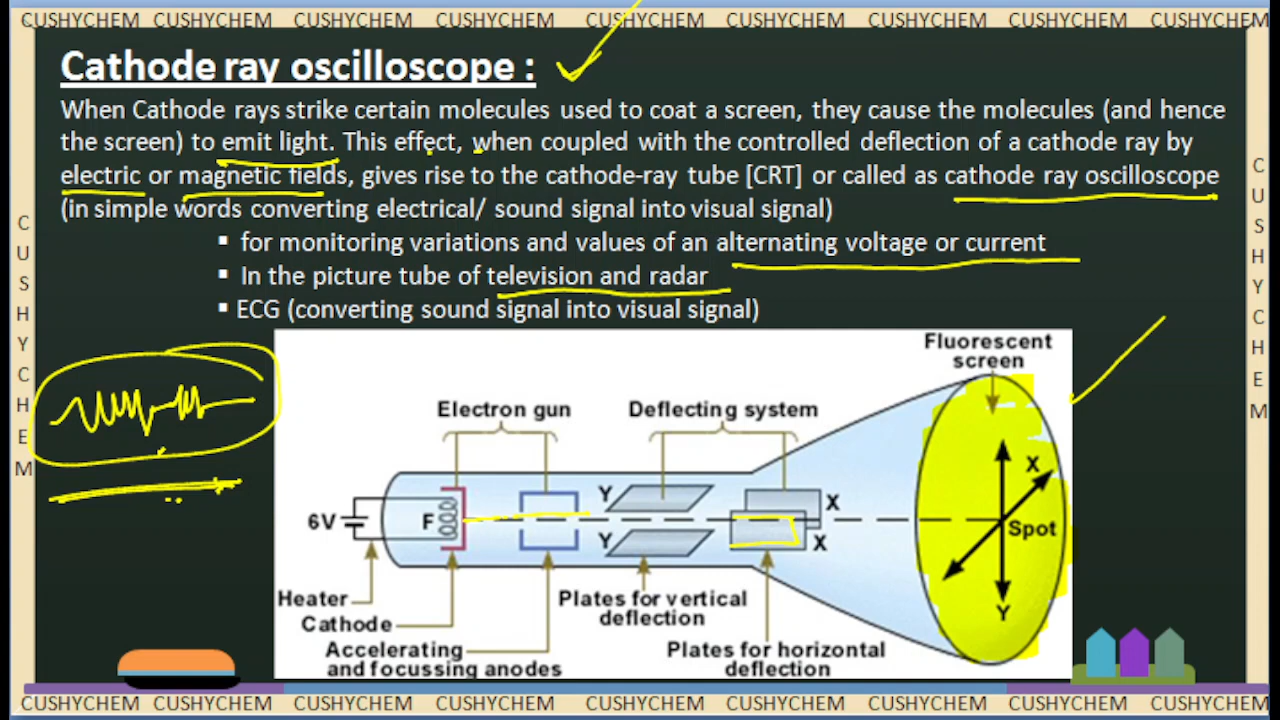 CUSHYCHEM CUSHYCHEM CUSHYCHEM CUSHYCHEM CUSHYCHEM CUSHYCHEM CUSHYCHEM CUSHYCHEM CUSHYCHEM
Cathode ray oscilloscope :
When Cathode rays strike certain molecules used to coat a screen, they cause the molecules (and hence
the screen) to emit light. This effect, when coupled with the controlled deflection of a cathode ray by
electric or magnetic fields, gives rise to the cathode-ray tube [CRT] or called as cathode ray oscilloscope
(in simple words converting electrical/ sound signal into visual signal)
▪ for monitoring variations and values of an alternating voltage or current
▪ In the picture tube of television and radar
▪ ECG (converting sound signal into visual signal)
C
U
S
H
Y
C
H
E
M
Fluorescent
screen
Electron gun
Deflecting system
Y
X
X
6V
F
Spot
Y
X
Y
Heater
Cathode
Accelerating
and focussing anodes
Plates for vertical
deflection
Plates for horizontal
deflection
C
U
S
H
Y
C
H
E
M
CUSHYCHEM CUSHYCHEM CUSHYCHEM CUSHYCHEM CUSHYCHEM CUSHYCHEM CUSHYCHEM CUSHYCHEM CUSHYCHEM